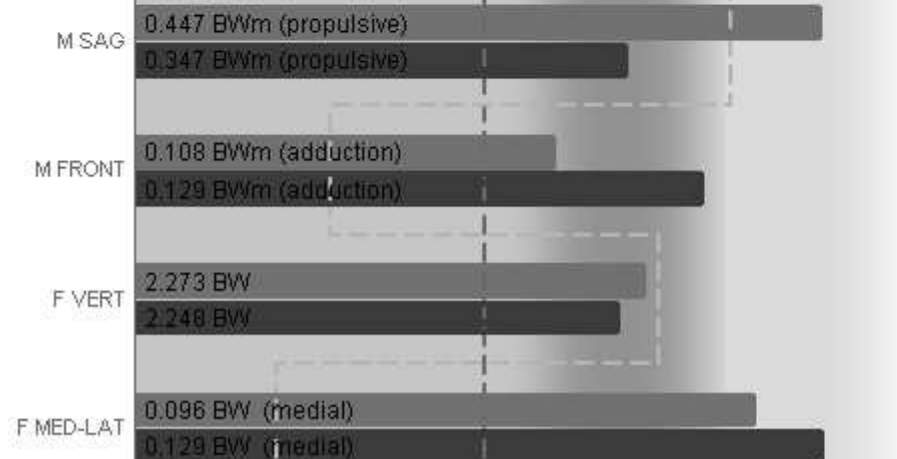 M SAG
0.447 BWm (propulsive)
0.347 BWm (propulsive)
M FRONT
0.108 BWm (adduction)
0.129 BWm (adduction)
F VERT
2.273 BW
2.248 BW
F MED-LAT
0.096 BW (medial)
0.129 BW (medial)